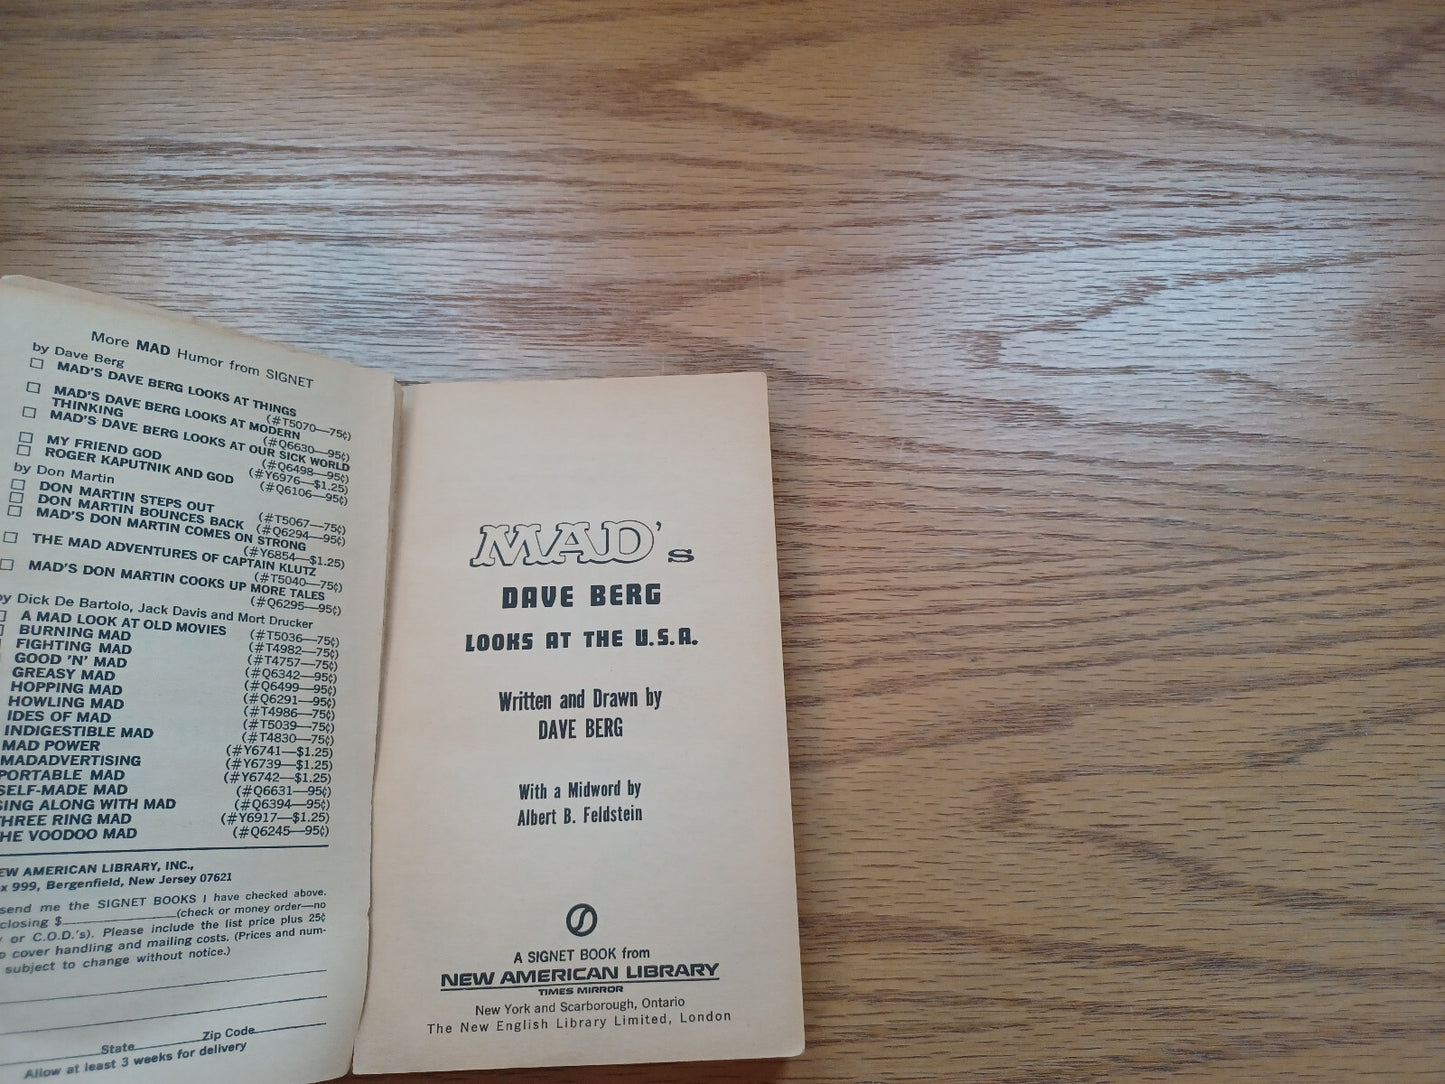 More MAD Humor from SIGNET
by Dave Berg
□ MAD'S DAVE BERG LOOKS AT THINGS
(#T5070—75¢)
□ MAD'S DAVE BERG LOOKS AT MODERN
THINKING (#Q6630—95¢)
□ MAD'S DAVE BERG LOOKS AT OUR SICK WORLD
(#Q6498—95¢)
□ MY FRIEND GOD (#Y6976—$1.25)
□ ROGER KAPUTNIK AND GOD (#Q6106—95¢)
by Don Martin
□ DON MARTIN STEPS OUT (#T5067—75¢)
□ DON MARTIN BOUNCES BACK (#Q6294—95¢)
□ MAD'S DON MARTIN COMES ON STRONG
(#Y6854—$1.25)
□ THE MAD ADVENTURES OF CAPTAIN KLUTZ
(#T5040—75¢)
□ MAD'S DON MARTIN COOKS UP MORE TALES
(#Q6295—95¢)
by Dick De Bartolo, Jack Davis and Mort Drucker
□ A MAD LOOK AT OLD MOVIES (#T5036—75¢)
BURNING MAD (#T4982—75¢)
FIGHTING MAD (#T4757—75¢)
GOOD 'N' MAD (#Q6342—95¢)
GREASY MAD (#Q6499—95¢)
HOPPING MAD (#Q6291—95¢)
HOWLING MAD (#T4986—75¢)
IDES OF MAD (#T5039—75¢)
INDIGESTIBLE MAD (#T4830—75¢)
MAD POWER (#Y6741—$1.25)
MADADVERTISING (#Y6739—$1.25)
PORTABLE MAD (#Y6742—$1.25)
SELF-MADE MAD (#Q6631—95¢)
SING ALONG WITH MAD (#Q6394—95¢)
THREE RING MAD (#Y6917—$1.25)
THE VOODOO MAD (#Q6245—95¢)
EW AMERICAN LIBRARY, INC.,
x 999, Bergenfield, New Jersey 07621
send me the SIGNET BOOKS I have checked above.
closing $ (check or money order—no
or C.O.D.'s). Please include the list price plus 25¢
cover handling and mailing costs. (Prices and num-
subject to change without notice.)
State Zip Code
Allow at least 3 weeks for delivery
MAD's
DAVE BERG
LOOKS AT THE U.S.A.
Written and Drawn by
DAVE BERG
With a Midword by
Albert B. Feldstein
A SIGNET BOOK from
NEW AMERICAN LIBRARY
TIMES MIRROR
New York and Scarborough, Ontario
The New English Library Limited, London